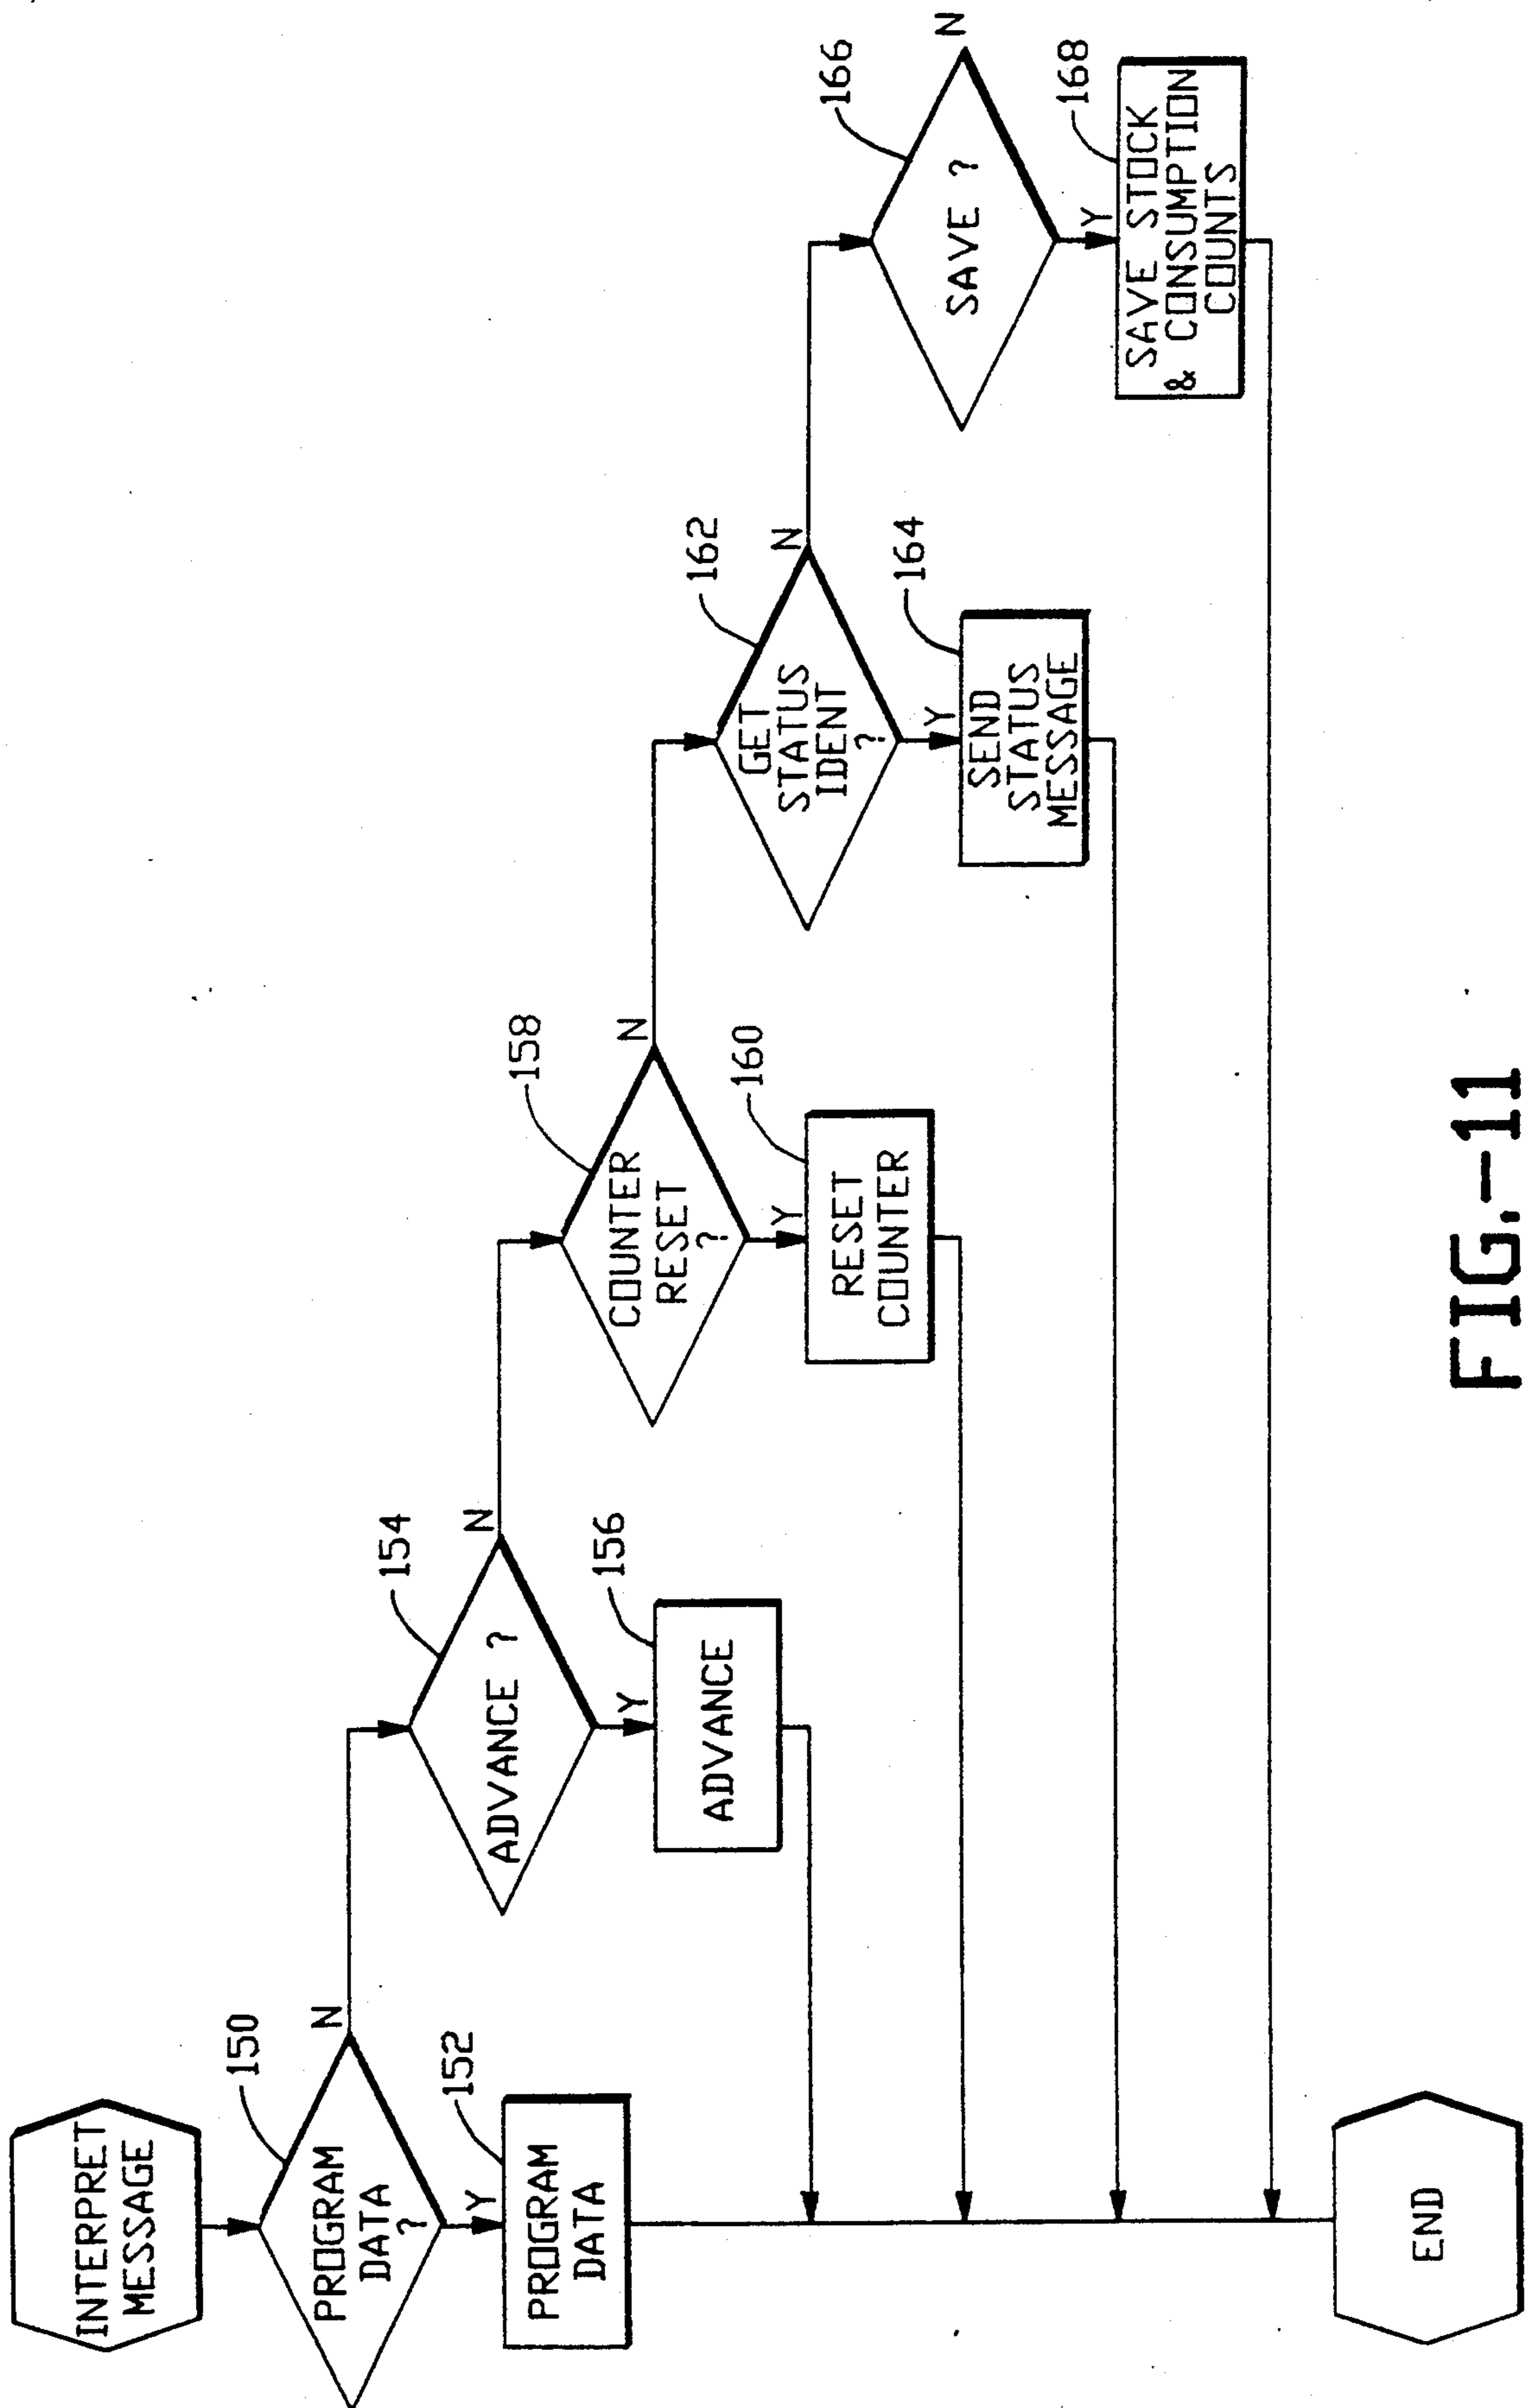 INTERPRET
MESSAGE
150
PROGRAM
DATA
?
N
Y
152
PROGRAM
DATA
154
ADVANCE ?
N
Y
156
ADVANCE
158
COUNTER
RESET
?
N
Y
160
RESET
COUNTER
162
GET
STATUS
IDENT
?
N
Y
164
SEND
STATUS
MESSAGE
166
SAVE ?
N
Y
168
SAVE STOCK
& CONSUMPTION
COUNTS
END
FIG.-11